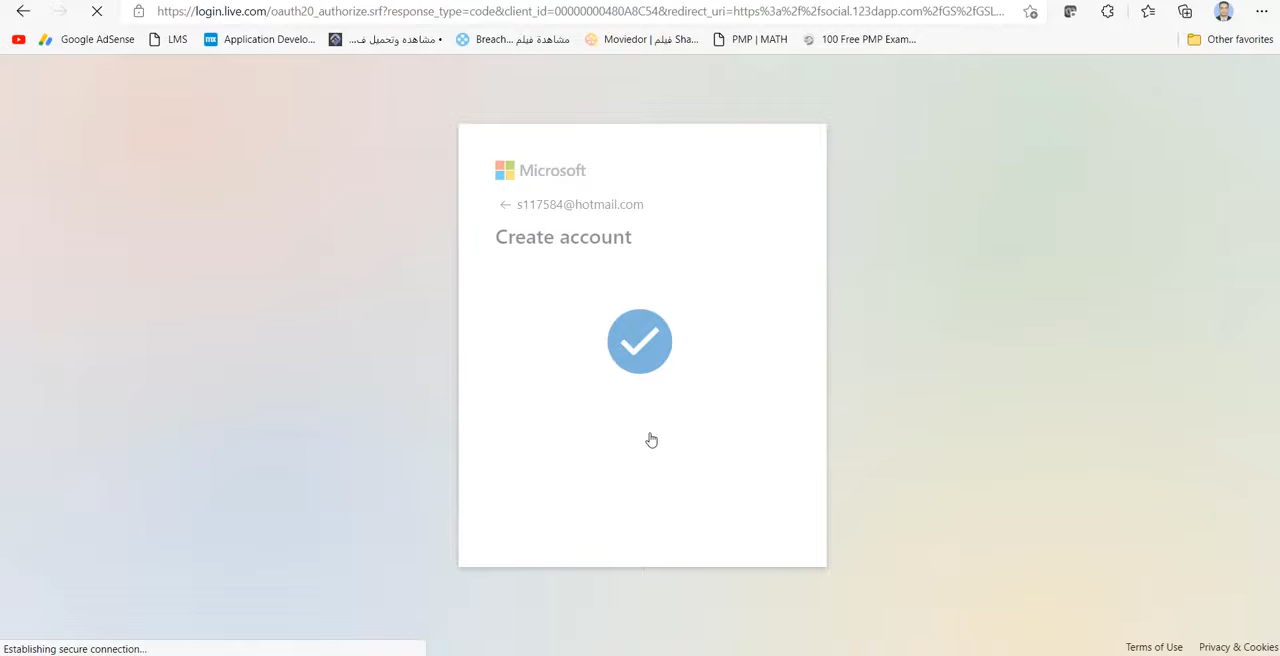 https://login.live.com/oauth20_authorize.srf?response_type=code&client_id=00000000480A8C54&redirect_uri=https%3a%2f%2fsocial.123dapp.com%2fGS%2fGSL...
Google AdSense LMS mx Application Develo... مشاهده وتحميل ف... • Breach... مشاهدة فيلم Moviedor | فيلم Sha... PMP | MATH 100 Free PMP Exam... Other favorites
Microsoft
← s117584@hotmail.com
Create account
Establishing secure connection...
Terms of Use Privacy & Cookies